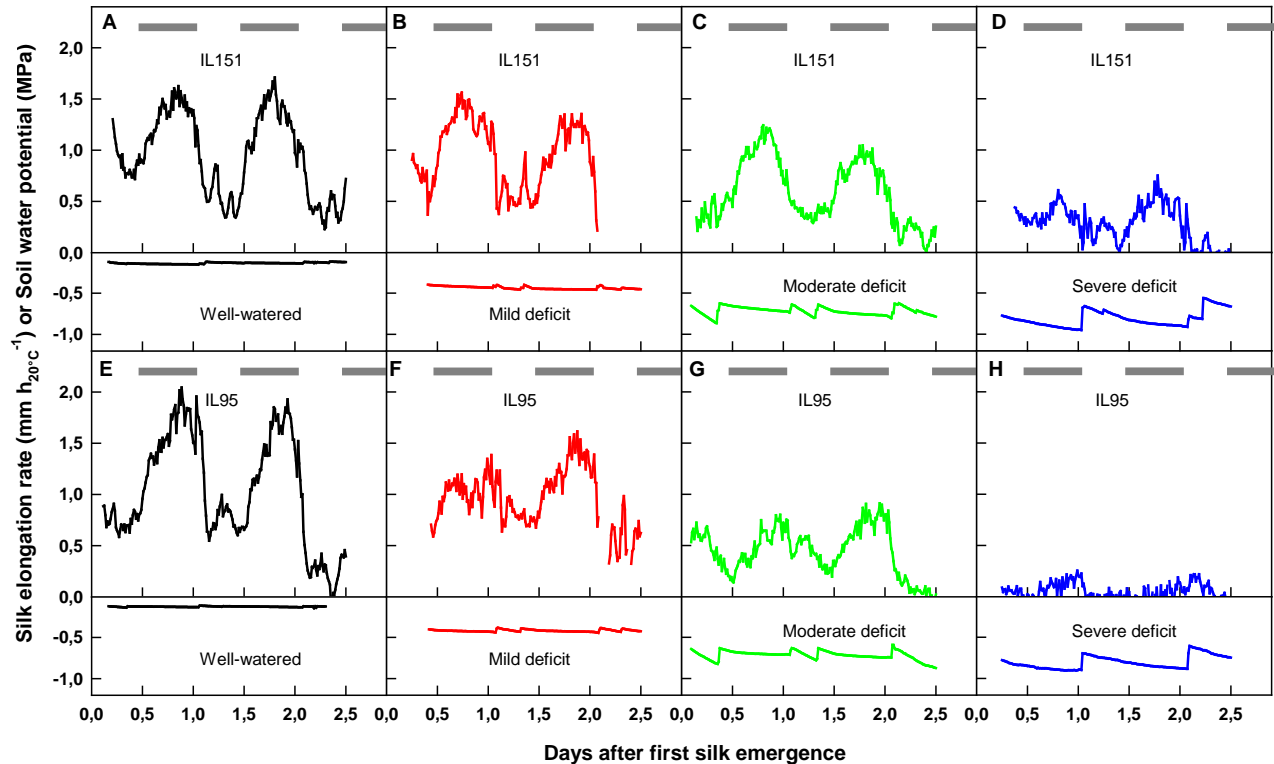 A
B
C
D
IL151
IL151
IL151
IL151
2,0
1,5
1,0
0,5
0,0
0,0
-0,5
-1,0
Well-watered
Mild deficit
Moderate deficit
Severe deficit
E
F
G
H
IL95
IL95
IL95
IL95
2,0
1,5
1,0
0,5
0,0
-0,5
-1,0
Well-watered
Mild deficit
Moderate deficit
Severe deficit
0,0 0,5 1,0 1,5 2,0 2,5 0,0 0,5 1,0 1,5 2,0 2,5 0,0 0,5 1,0 1,5 2,0 2,5 0,0 0,5 1,0 1,5 2,0 2,5
Days after first silk emergence
Silk elongation rate (mm h20°C-1) or Soil water potential (MPa)